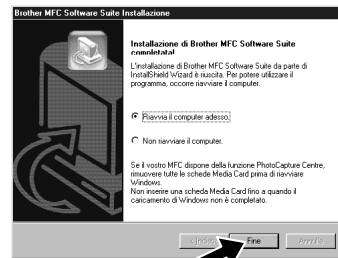 Brother MFC Software Suite Installazione
Installazione di Brother MFC Software Suite
completata!
L'installazione di Brother MFC Software Suite da parte di
InstallShield Wizard è riuscita. Per potere utilizzare il
programma, occorre riavviare il computer.
Riavvia il computer adesso;
Non riavviare il computer.
Se il vostro MFC dispone della funzione PhotoCapture Centre,
rimuovere tutte le schede Media Card prima di riavviare
Windows.
Non inserire una scheda Media Card fino a quando il
caricamento di Windows non è completato.
Fine
Annulla